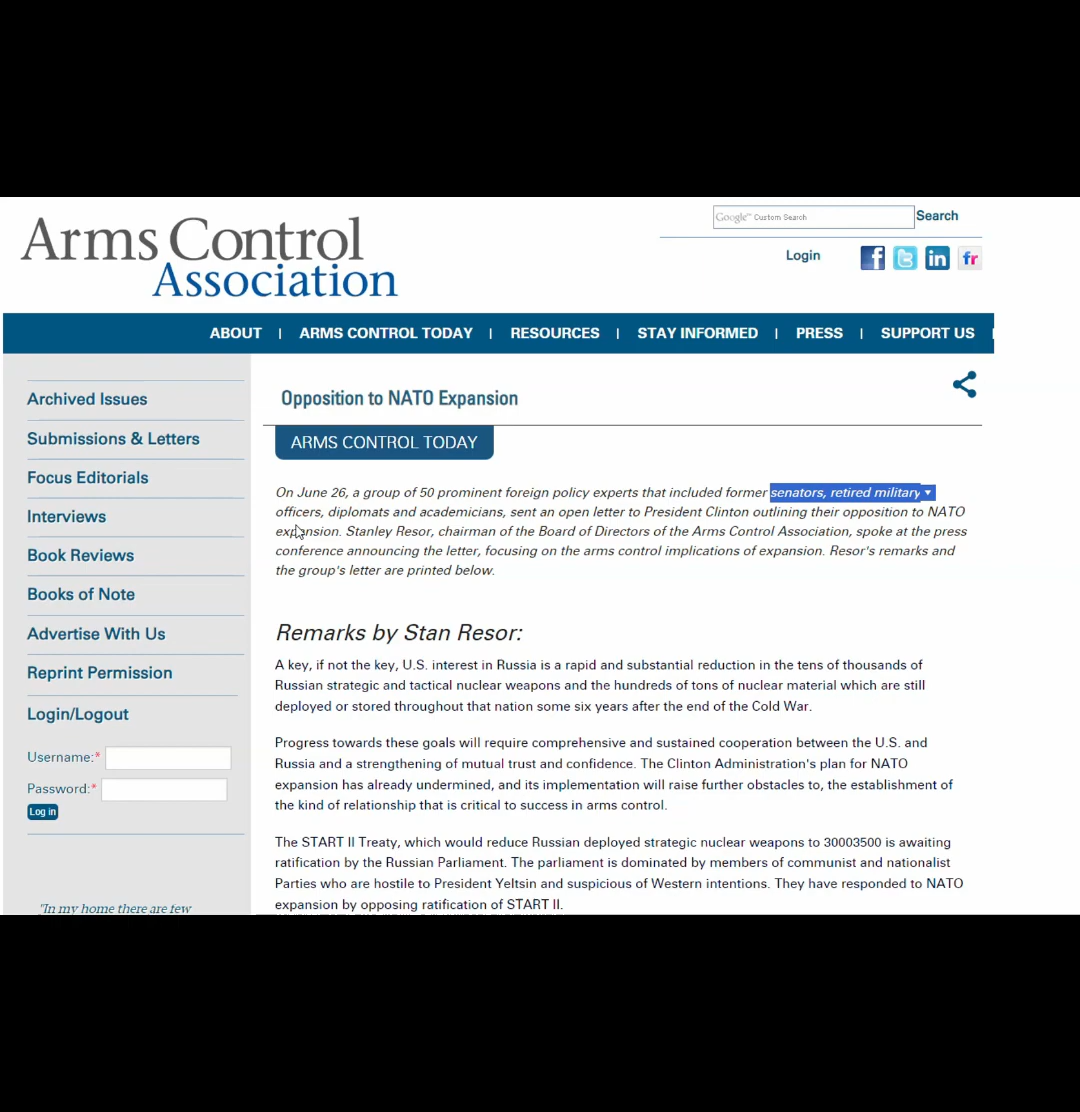 Arms Control
Association
Google™ Custom Search
Search
Login
ABOUT | ARMS CONTROL TODAY | RESOURCES | STAY INFORMED | PRESS | SUPPORT US
Archived Issues
Submissions & Letters
Focus Editorials
Interviews
Book Reviews
Books of Note
Advertise With Us
Reprint Permission
Login/Logout
Username:*
Password:*
Log in
"In my home there are few
Opposition to NATO Expansion
ARMS CONTROL TODAY
On June 26, a group of 50 prominent foreign policy experts that included former senators, retired military
officers, diplomats and academicians, sent an open letter to President Clinton outlining their opposition to NATO
expansion. Stanley Resor, chairman of the Board of Directors of the Arms Control Association, spoke at the press
conference announcing the letter, focusing on the arms control implications of expansion. Resor's remarks and
the group's letter are printed below.
Remarks by Stan Resor:
A key, if not the key, U.S. interest in Russia is a rapid and substantial reduction in the tens of thousands of
Russian strategic and tactical nuclear weapons and the hundreds of tons of nuclear material which are still
deployed or stored throughout that nation some six years after the end of the Cold War.
Progress towards these goals will require comprehensive and sustained cooperation between the U.S. and
Russia and a strengthening of mutual trust and confidence. The Clinton Administration's plan for NATO
expansion has already undermined, and its implementation will raise further obstacles to, the establishment of
the kind of relationship that is critical to success in arms control.
The START II Treaty, which would reduce Russian deployed strategic nuclear weapons to 30003500 is awaiting
ratification by the Russian Parliament. The parliament is dominated by members of communist and nationalist
Parties who are hostile to President Yeltsin and suspicious of Western intentions. They have responded to NATO
expansion by opposing ratification of START II.